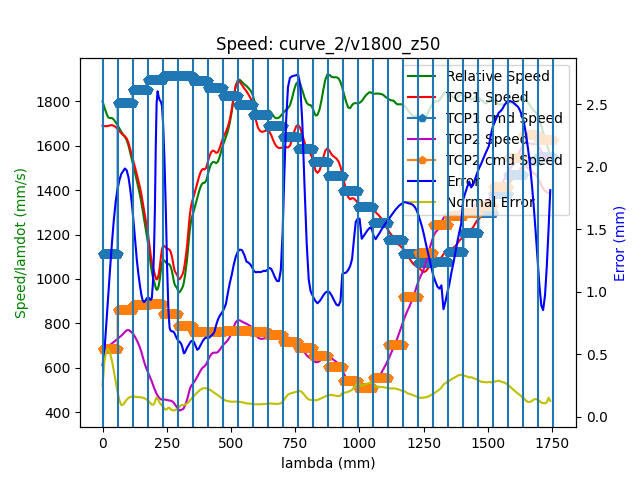 Speed: curve_2/v1800_z50
Relative Speed
TCP1 Speed
TCP1 cmd Speed
TCP2 Speed
TCP2 cmd Speed
Error
Normal Error
1800
1600
1400
1200
1000
800
600
400
Speed/lamdot (mm/s)
2.5
2.0
1.5
1.0
0.5
0.0
Error (mm)
0 250 500 750 1000 1250 1500 1750
lambda (mm)